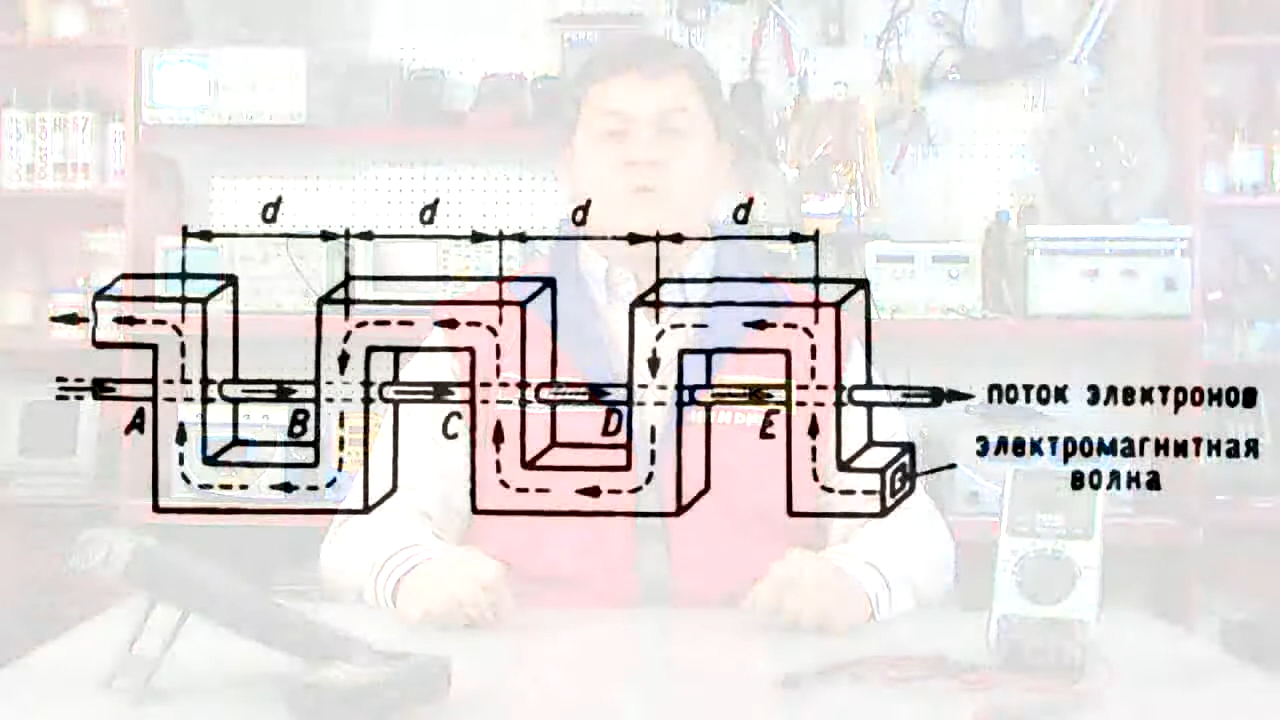 d d d d
A B C D E
поток электронов
электромагнитная
волна